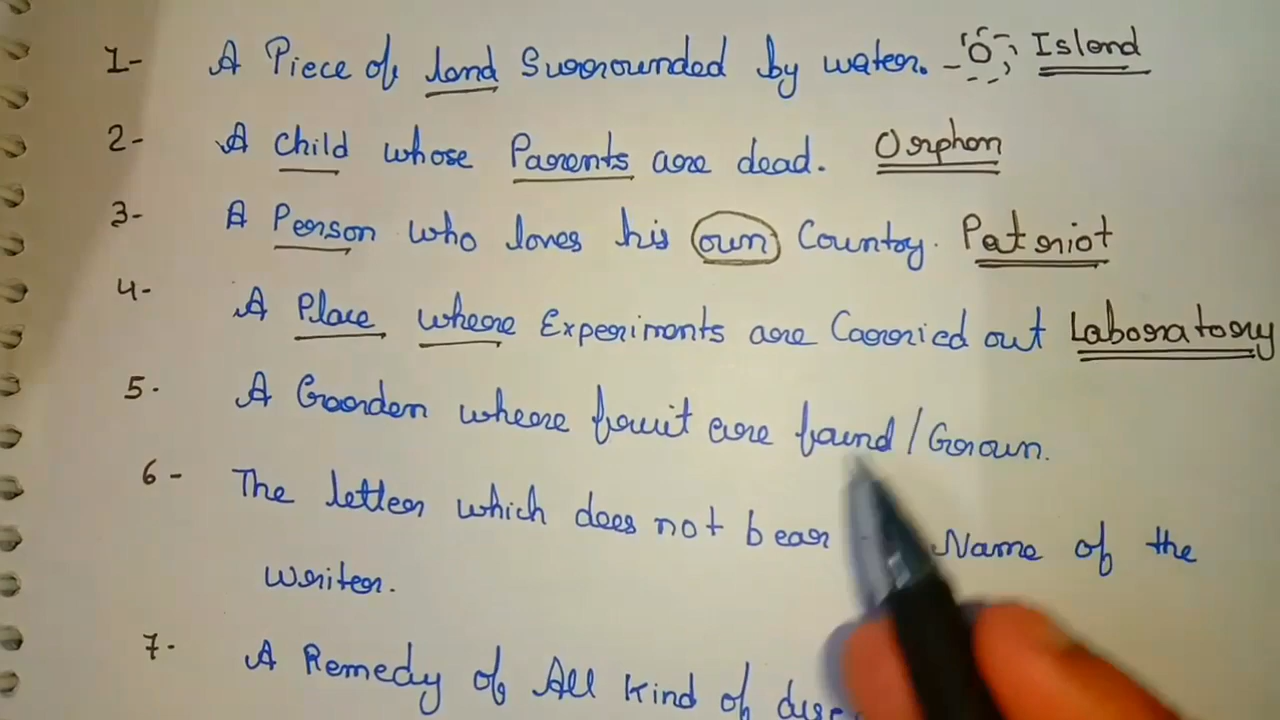 1- A Piece of land Surrounded by water. Island
2- A child whose Parents are dead. Orphan
3- A Person who loves his own Country. Patriot
4- A Place where Experiments are Carried out Laboratory
5- A Garden where fruit are found/Grown.
6- The letter which does not bear Name of the
writer.
7- A Remedy of All Kind of